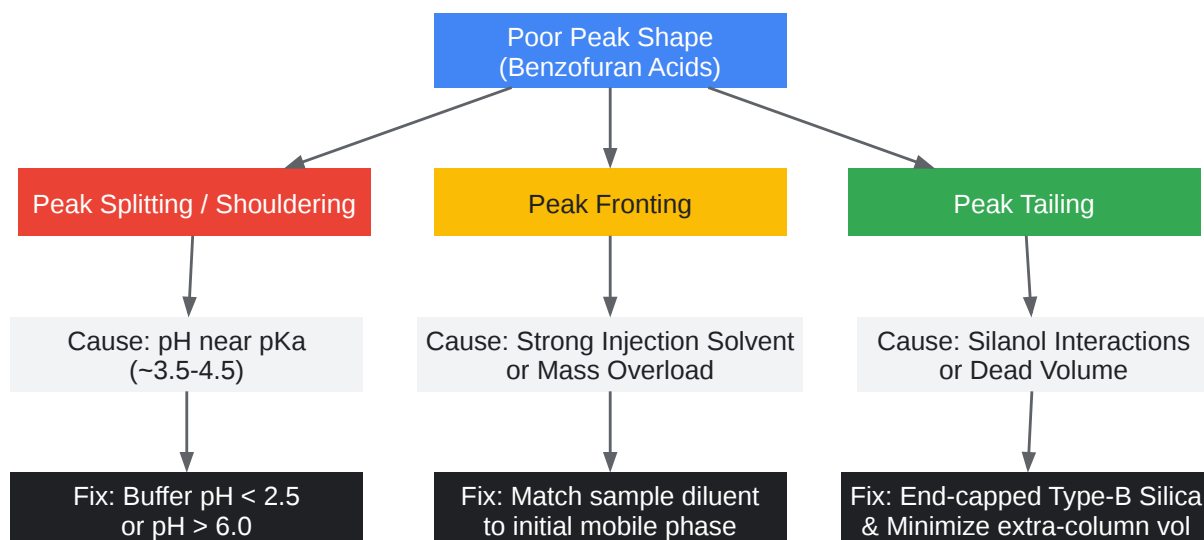 Poor Peak Shape
(Benzofuran Acids)
Peak Splitting / Shouldering
Peak Fronting
Peak Tailing
Cause: pH near pKa
(~3.5-4.5)
Cause: Strong Injection Solvent
or Mass Overload
Cause: Silanol Interactions
or Dead Volume
Fix: Buffer pH < 2.5
or pH > 6.0
Fix: Match sample diluent
to initial mobile phase
Fix: End-capped Type-B Silica
& Minimize extra-column vol